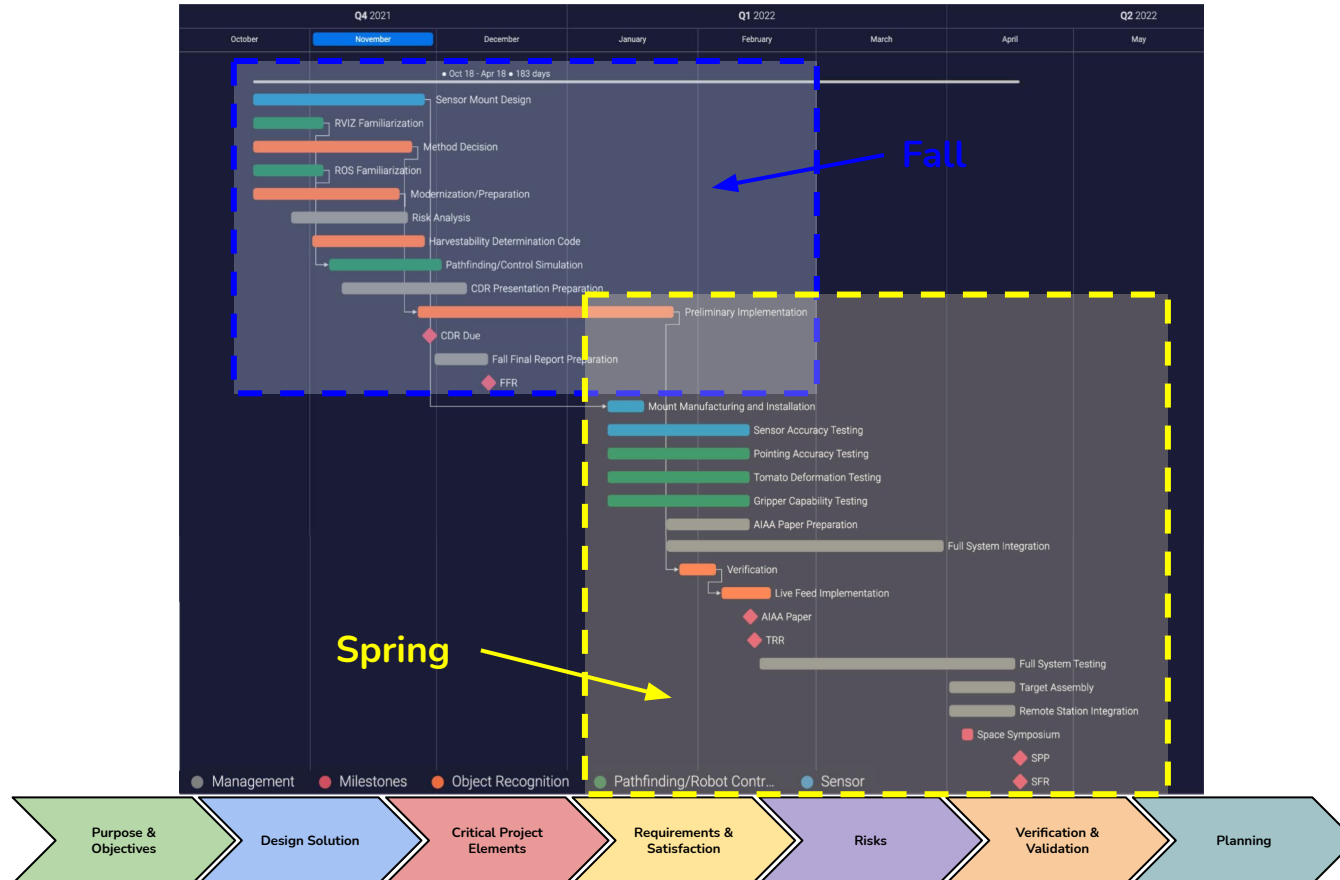 Q4 2021
Q1 2022
Q2 2022
October
November
December
January
February
March
April
May
● Oct 18 - Apr 18 ● 183 days
Sensor Mount Design
RVIZ Familiarization
Method Decision
Fall
ROS Familiarization
Modernization/Preparation
Risk Analysis
Harvestability Determination Code
Pathfinding/Control Simulation
CDR Presentation Preparation
Preliminary Implementation
CDR Due
Fall Final Report Preparation
FFR
Mount Manufacturing and Installation
Sensor Accuracy Testing
Pointing Accuracy Testing
Tomato Deformation Testing
Gripper Capability Testing
AIAA Paper Preparation
Full System Integration
Verification
Live Feed Implementation
AIAA Paper
TRR
Spring
Full System Testing
Target Assembly
Remote Station Integration
Space Symposium
SPP
SFR
Management
Milestones
Object Recognition
Pathfinding/Robot Contr...
Sensor
Purpose &
Objectives
Design Solution
Critical Project
Elements
Requirements &
Satisfaction
Risks
Verification &
Validation
Planning